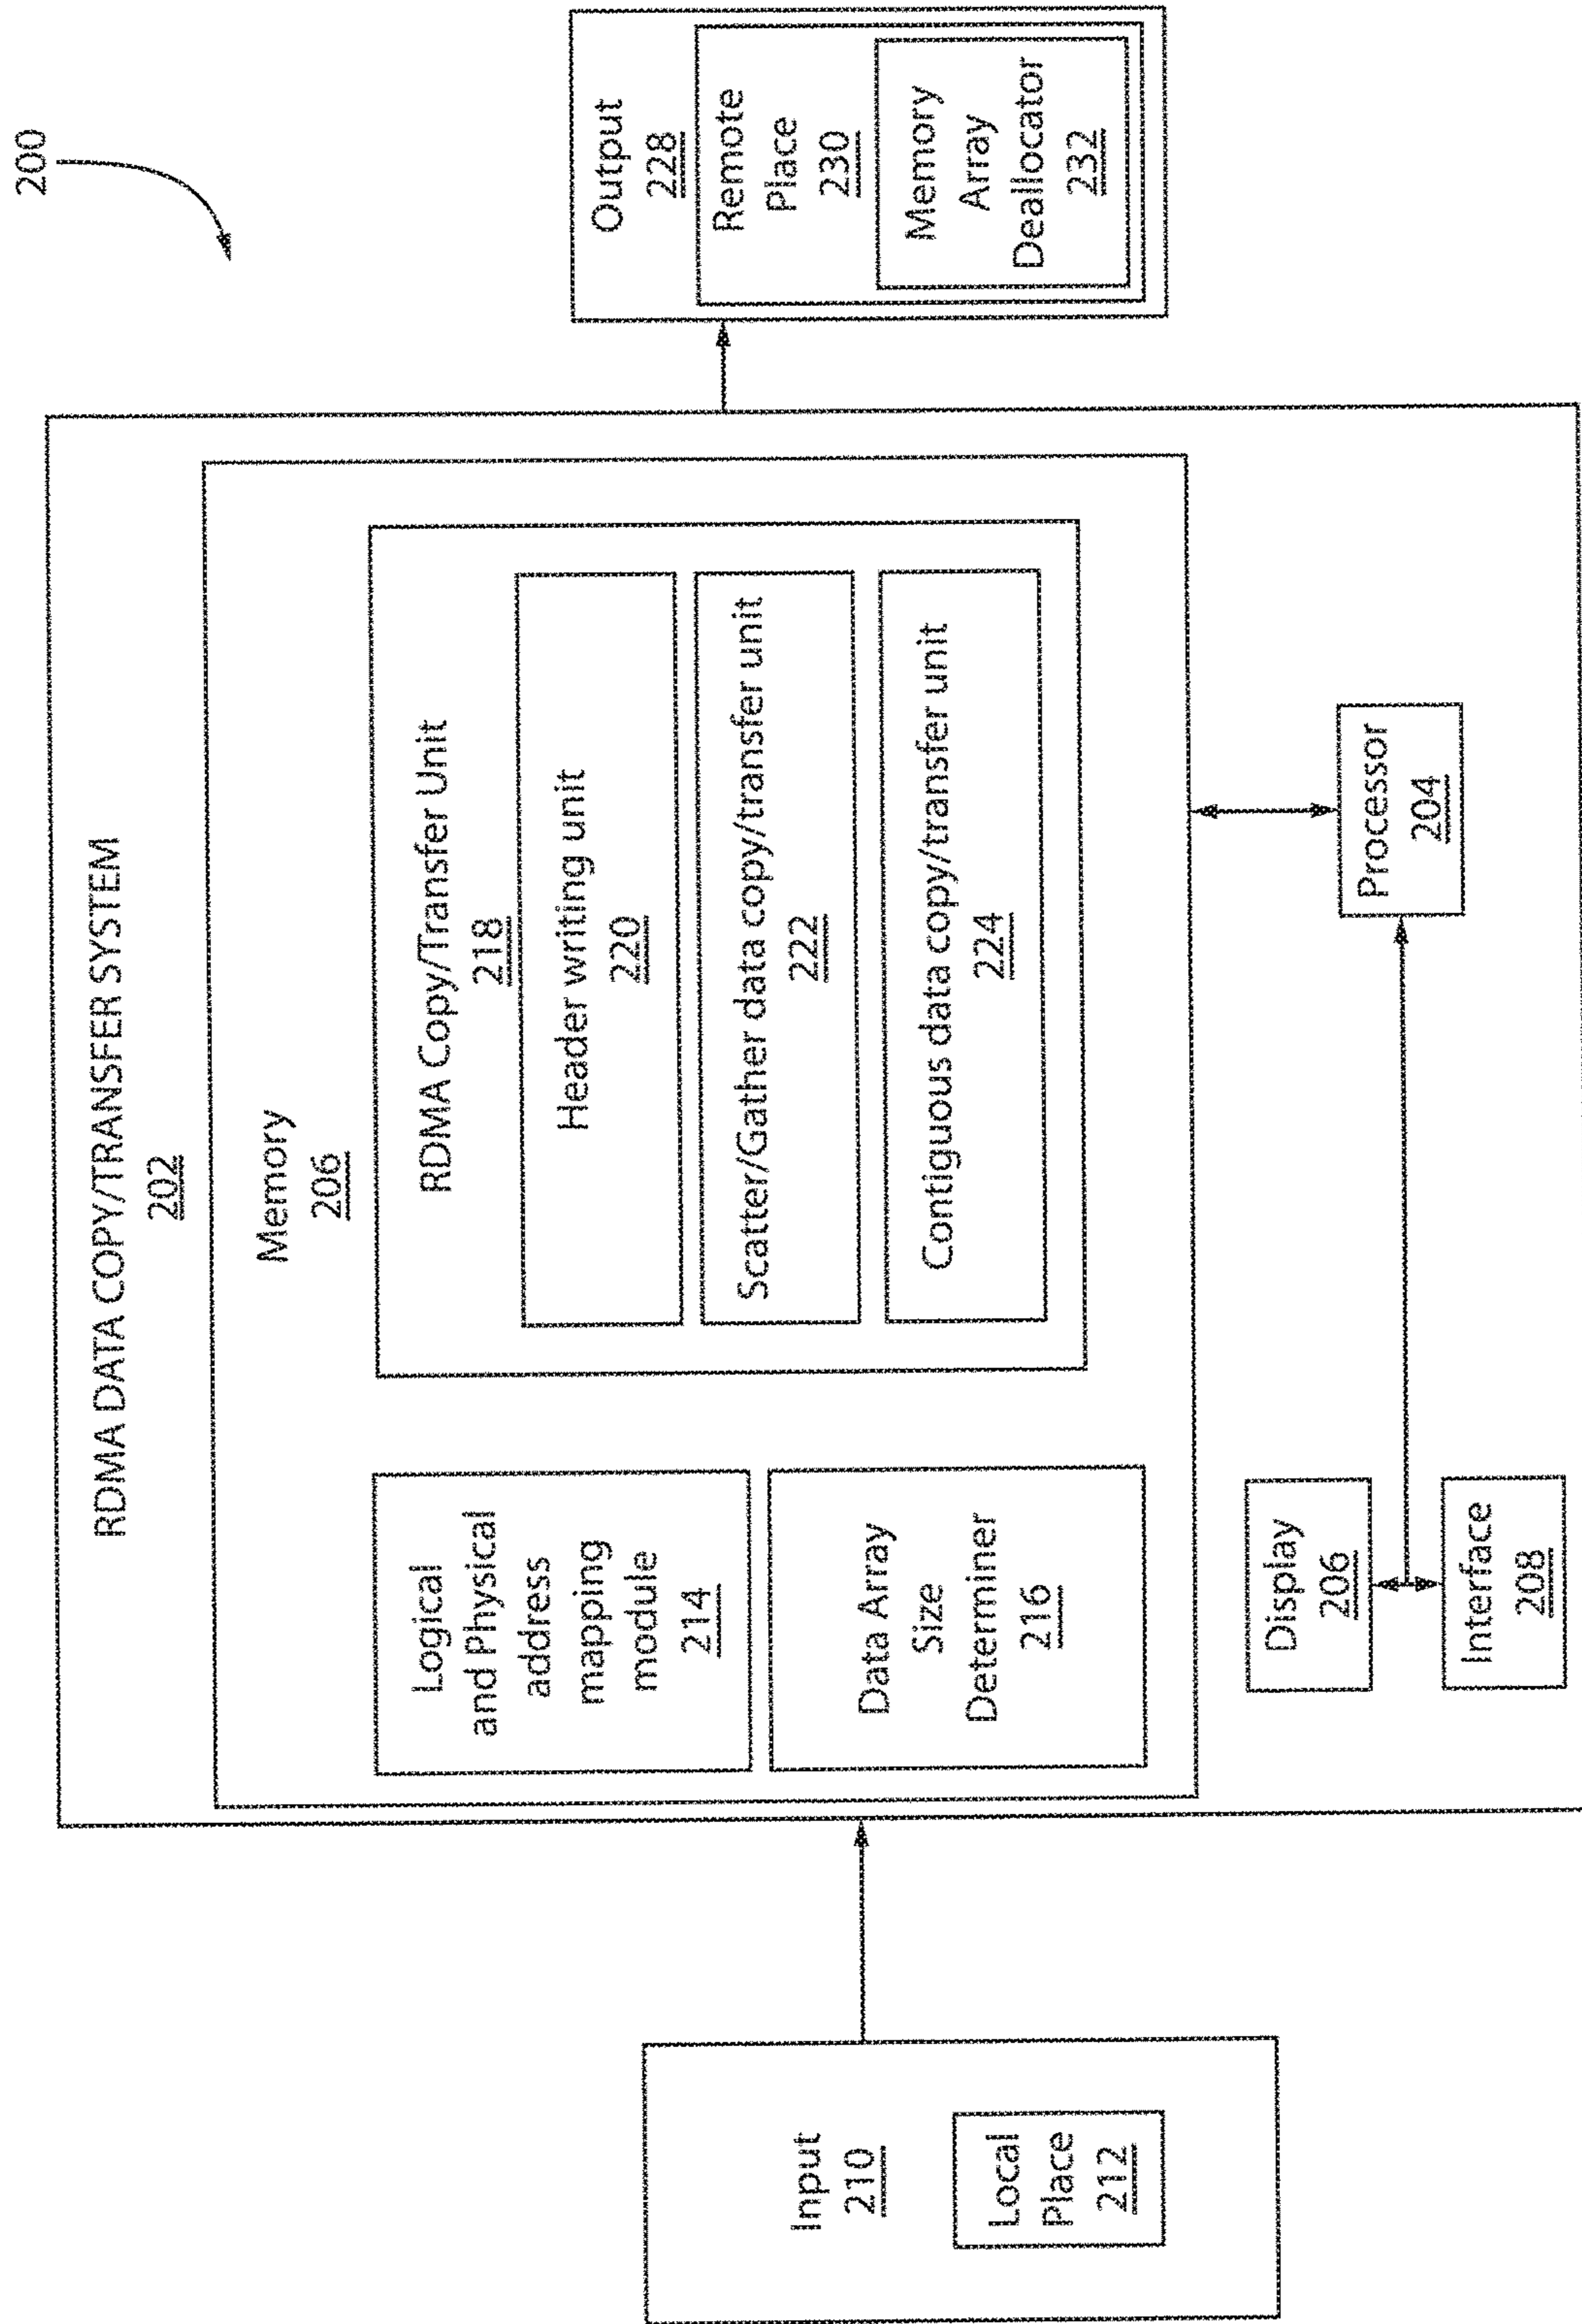 200
RDMA DATA COPY/TRANSFER SYSTEM
202
Memory
206
Logical
and Physical
address
mapping
module
214
Data Array
Size
Determiner
216
RDMA Copy/Transfer Unit
218
Header writing unit
220
Scatter/Gather data copy/transfer unit
222
Contiguous data copy/transfer unit
224
Display
206
Interface
208
Processor
204
Input
210
Local
Place
212
Output
228
Remote
Place
230
Memory
Array
Deallocator
232